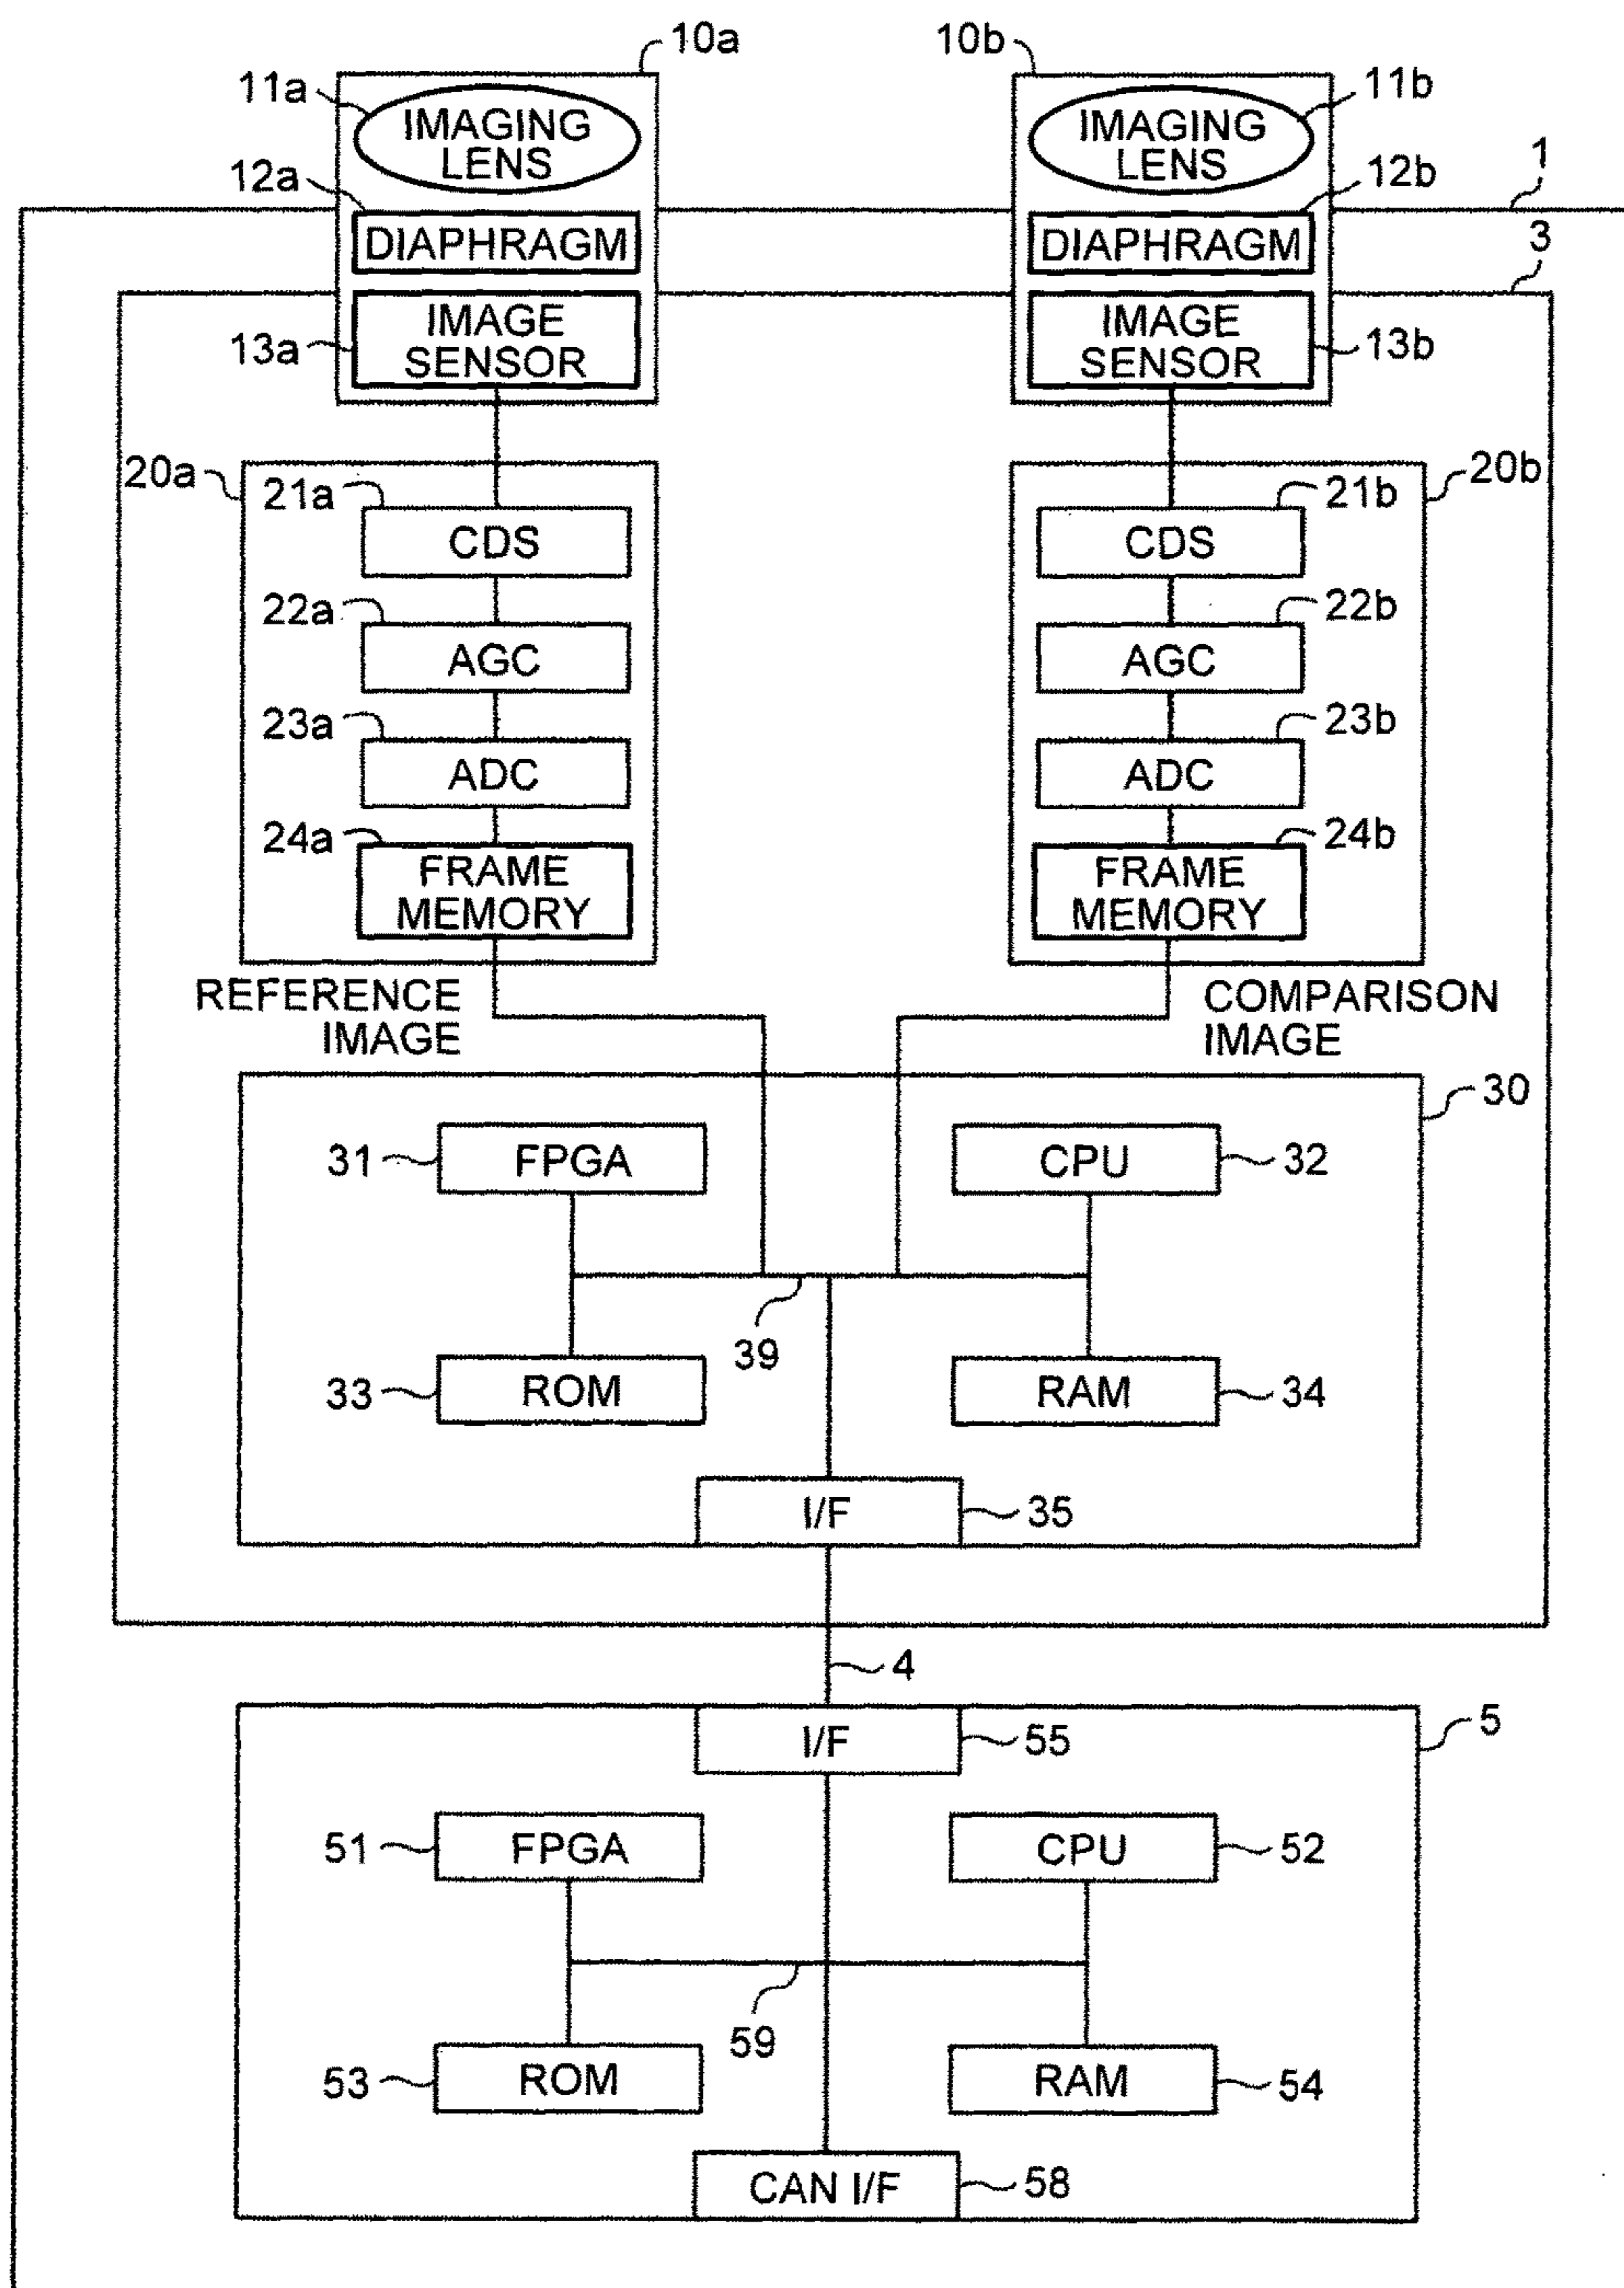 10a
10b
11a
IMAGING
LENS
IMAGING
LENS
11b
12a
DIAPHRAGM
DIAPHRAGM
12b
1
3
13a
IMAGE
SENSOR
IMAGE
SENSOR
13b
20a
21a
CDS
CDS
21b
20b
22a
AGC
AGC
22b
23a
ADC
ADC
23b
24a
FRAME
MEMORY
FRAME
MEMORY
24b
REFERENCE
IMAGE
COMPARISON
IMAGE
30
31
FPGA
CPU
32
39
33
ROM
RAM
34
I/F
35
4
5
I/F
55
51
FPGA
CPU
52
59
53
ROM
RAM
54
CAN I/F
58